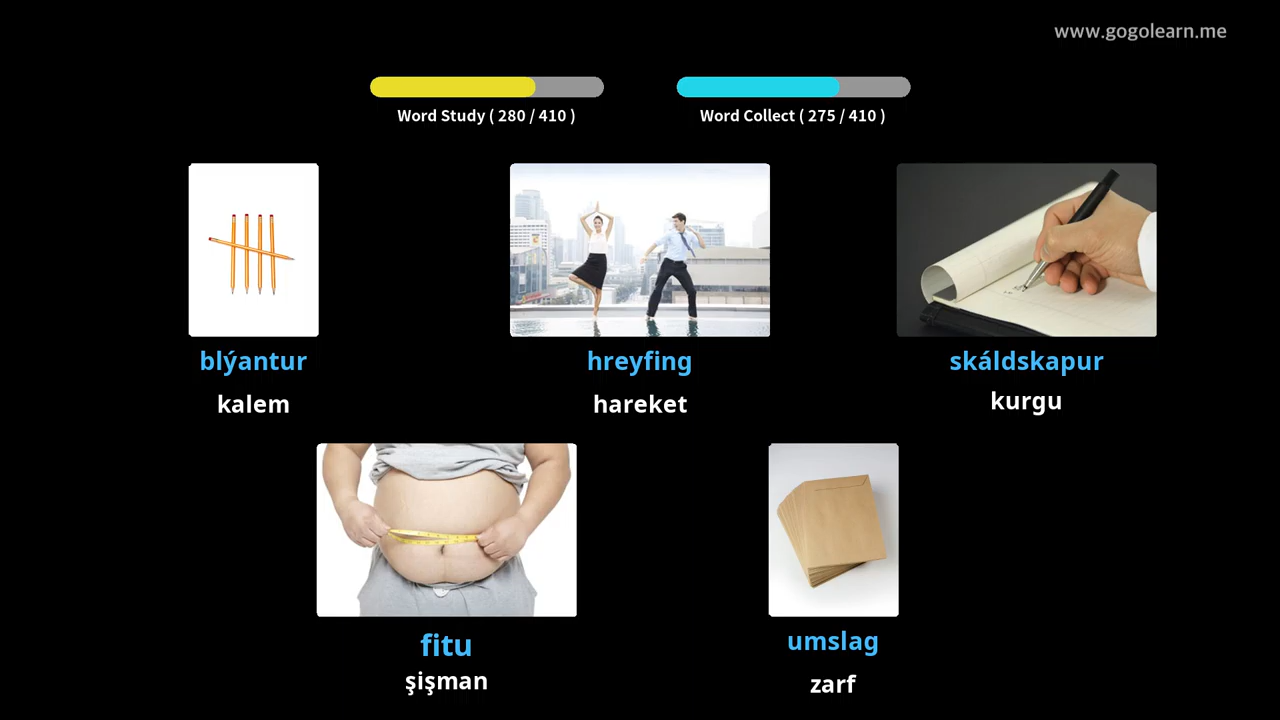 www.gogolearn.me
Word Study ( 280 / 410 )
Word Collect ( 275 / 410 )
blýantur
kalem
hreyfing
hareket
skáldskapur
kurgu
fitu
şişman
umslag
zarf